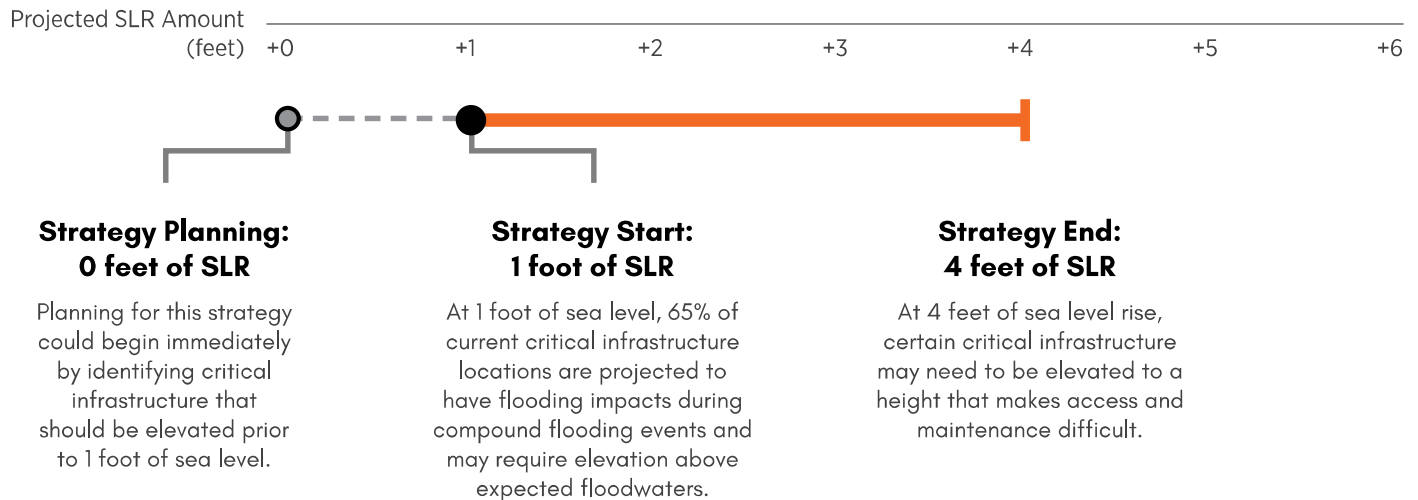 Projected SLR Amount
(feet) +0 +1 +2 +3 +4 +5 +6
Strategy Planning:
0 feet of SLR
Planning for this strategy
could begin immediately
by identifying critical
infrastructure that
should be elevated prior
to 1 foot of sea level.
Strategy Start:
1 foot of SLR
At 1 foot of sea level, 65% of
current critical infrastructure
locations are projected to
have flooding impacts during
compound flooding events and
may require elevation above
expected floodwaters.
Strategy End:
4 feet of SLR
At 4 feet of sea level rise,
certain critical infrastructure
may need to be elevated to a
height that makes access and
maintenance difficult.